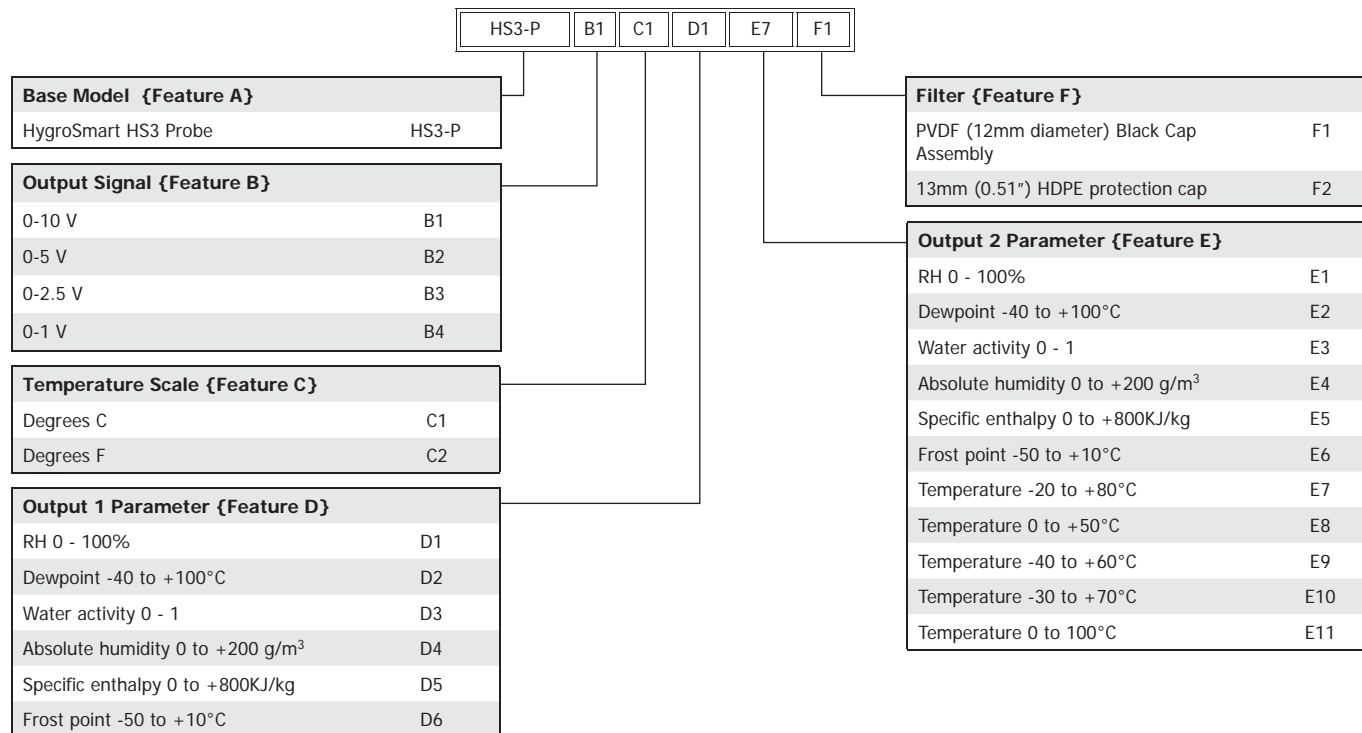 HS3-P B1 C1 D1 E7 F1
Base Model {Feature A}
HygroSmart HS3 Probe HS3-P
Output Signal {Feature B}
0-10 V B1
0-5 V B2
0-2.5 V B3
0-1 V B4
Temperature Scale {Feature C}
Degrees C C1
Degrees F C2
Output 1 Parameter {Feature D}
RH 0 - 100% D1
Dewpoint -40 to +100°C D2
Water activity 0 - 1 D3
Absolute humidity 0 to +200 g/m³ D4
Specific enthalpy 0 to +800KJ/kg D5
Frost point -50 to +10°C D6
Filter {Feature F}
PVDF (12mm diameter) Black Cap F1
Assembly
13mm (0.51″) HDPE protection cap F2
Output 2 Parameter {Feature E}
RH 0 - 100% E1
Dewpoint -40 to +100°C E2
Water activity 0 - 1 E3
Absolute humidity 0 to +200 g/m³ E4
Specific enthalpy 0 to +800KJ/kg E5
Frost point -50 to +10°C E6
Temperature -20 to +80°C E7
Temperature 0 to +50°C E8
Temperature -40 to +60°C E9
Temperature -30 to +70°C E10
Temperature 0 to 100°C E11